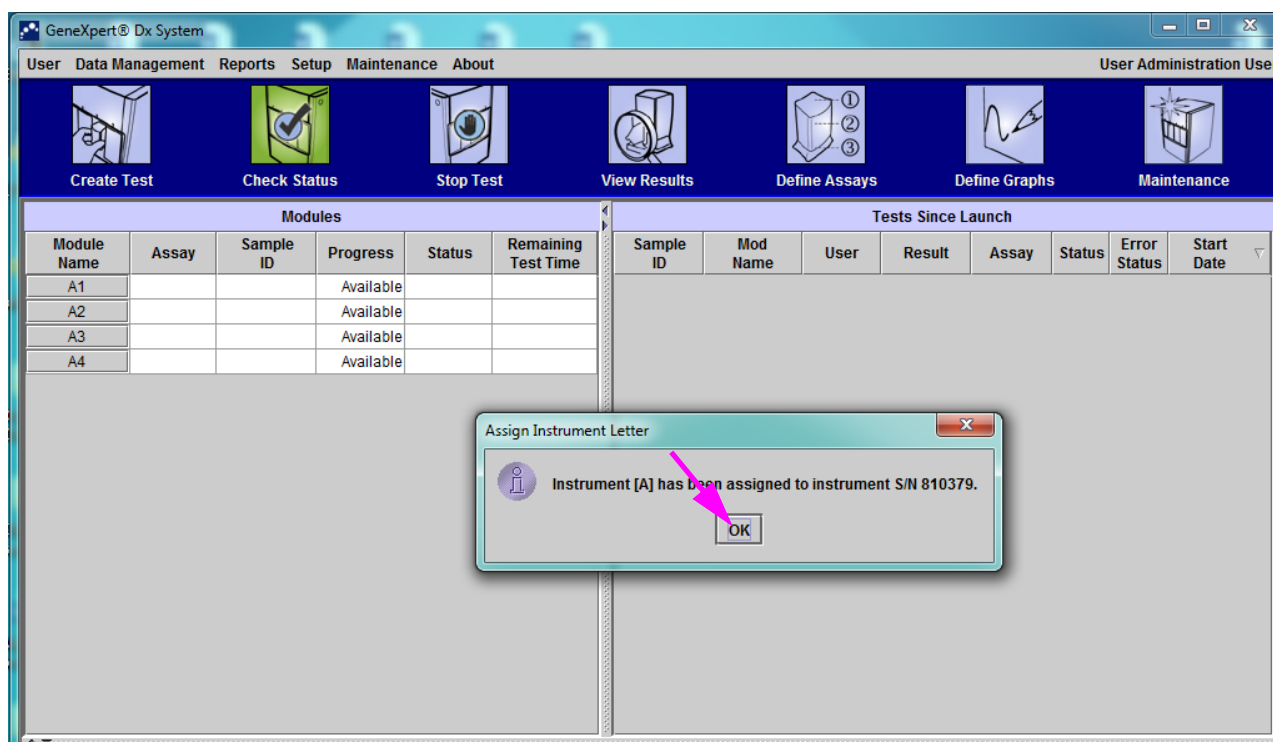 GeneXpert® Dx System
User Data Management Reports Setup Maintenance About User Administration Use
Create Test Check Status Stop Test View Results Define Assays Define Graphs Maintenance
Modules
Module Name Assay Sample ID Progress Status Remaining Test Time
A1 Available
A2 Available
A3 Available
A4 Available
Tests Since Launch
Sample ID Mod Name User Result Assay Status Error Status Start Date
Assign Instrument Letter
Instrument [A] has been assigned to instrument S/N 810379.
OK